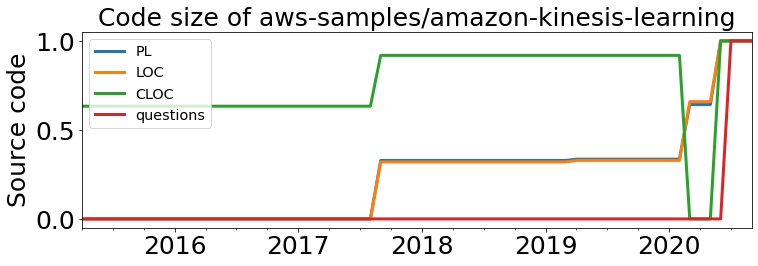 Code size of aws-samples/amazon-kinesis-learning
Source code
1.0
0.5
0.0
PL
LOC
CLOC
questions
2016 2017 2018 2019 2020